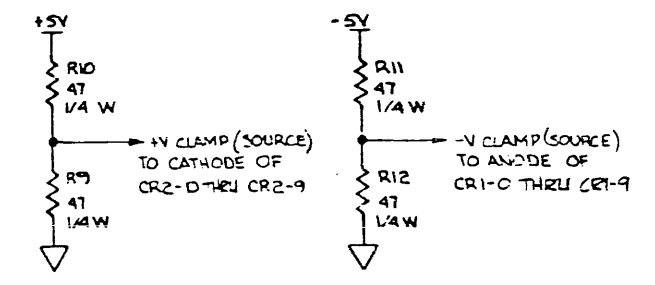 +5V
R10
47
1/4 W
+V CLAMP (SOURCE)
TO CATHODE OF
CR2-0 THRU CR2-9
R9
47
1/4 W
-5V
R11
47
1/4 W
-V CLAMP (SOURCE)
TO ANODE OF
CR1-0 THRU CR1-9
R12
47
1/4 W